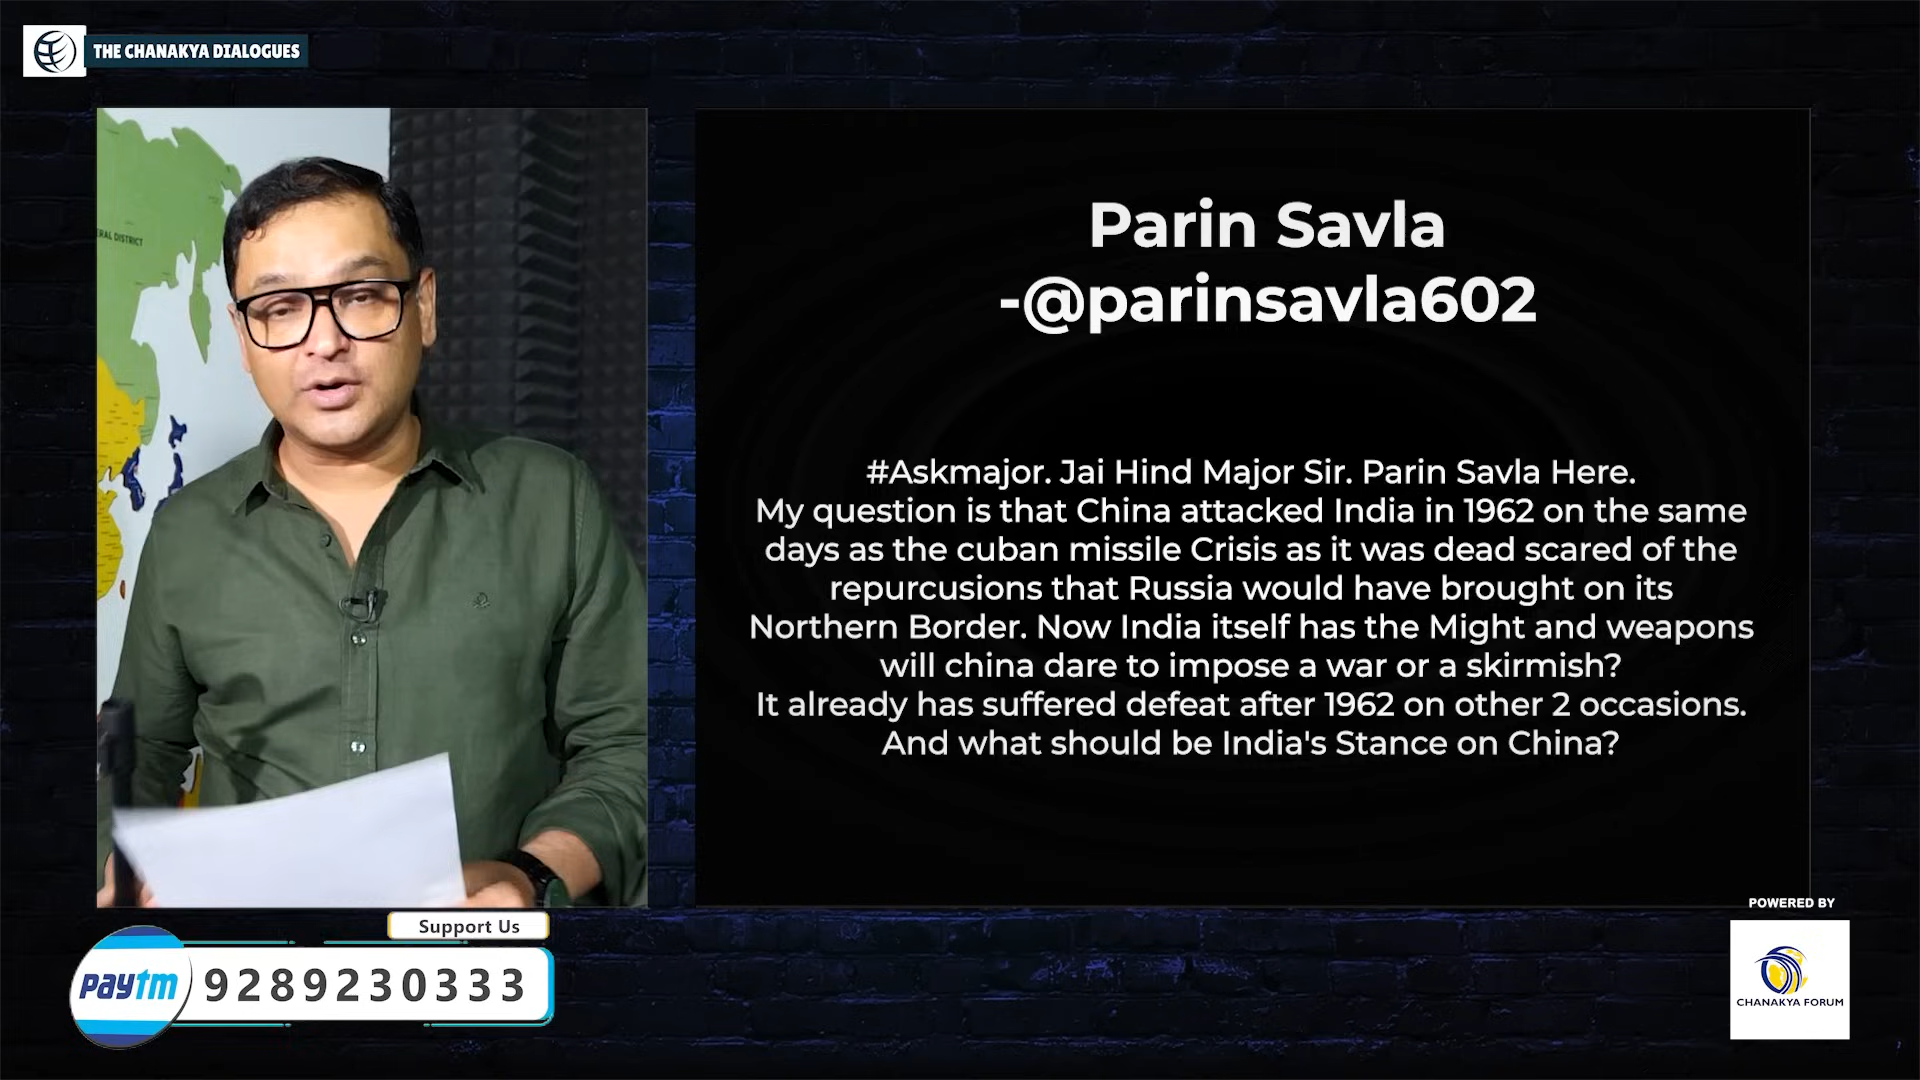 THE CHANAKYA DIALOGUES
RAL DISTRICT
Parin Savla
-@parinsavla602
#Askmajor. Jai Hind Major Sir. Parin Savla Here.
My question is that China attacked India in 1962 on the same
days as the cuban missile Crisis as it was dead scared of the
repurcusions that Russia would have brought on its
Northern Border. Now India itself has the Might and weapons
will china dare to impose a war or a skirmish?
It already has suffered defeat after 1962 on other 2 occasions.
And what should be India's Stance on China?
Support Us
paytm 9289230333
POWERED BY
CHANAKYA FORUM